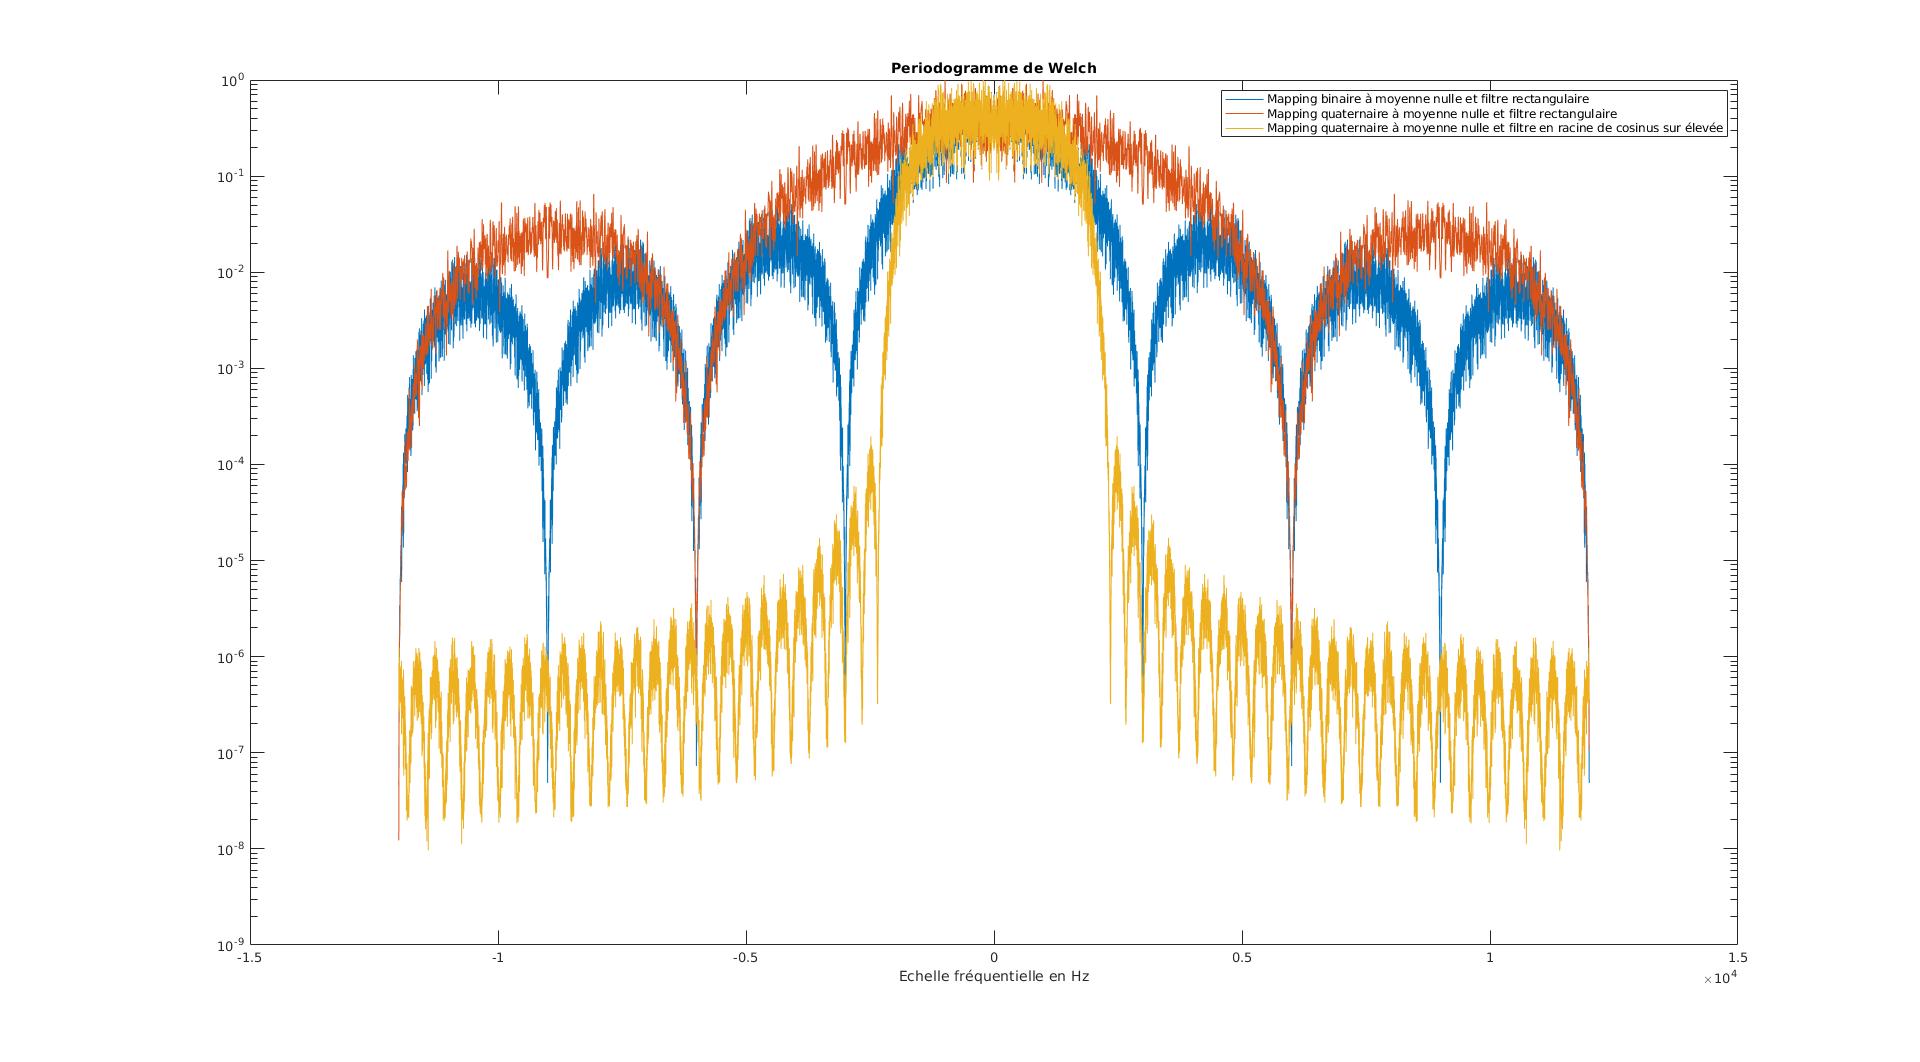 Periodogramme de Welch
Mapping binaire à moyenne nulle et filtre rectangulaire
Mapping quaternaire à moyenne nulle et filtre rectangulaire
Mapping quaternaire à moyenne nulle et filtre en racine de cosinus sur élevée
10^0
10^-1
10^-2
10^-3
10^-4
10^-5
10^-6
10^-7
10^-8
10^-9
-1.5 -1 -0.5 0 0.5 1 1.5
Echelle fréquentielle en Hz
×10^4